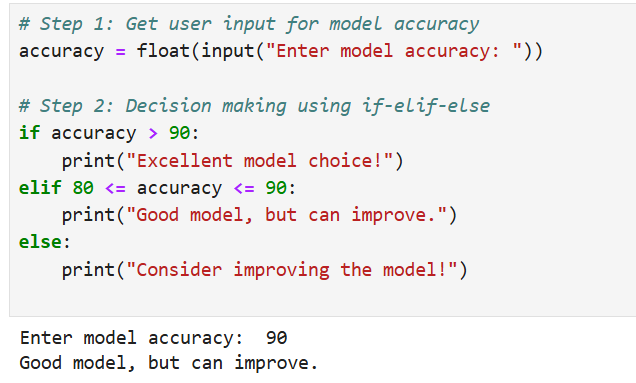 # Step 1: Get user input for model accuracy
accuracy = float(input("Enter model accuracy: "))
# Step 2: Decision making using if-elif-else
if accuracy > 90:
    print("Excellent model choice!")
elif 80 <= accuracy <= 90:
    print("Good model, but can improve.")
else:
    print("Consider improving the model!")
Enter model accuracy:  90
Good model, but can improve.